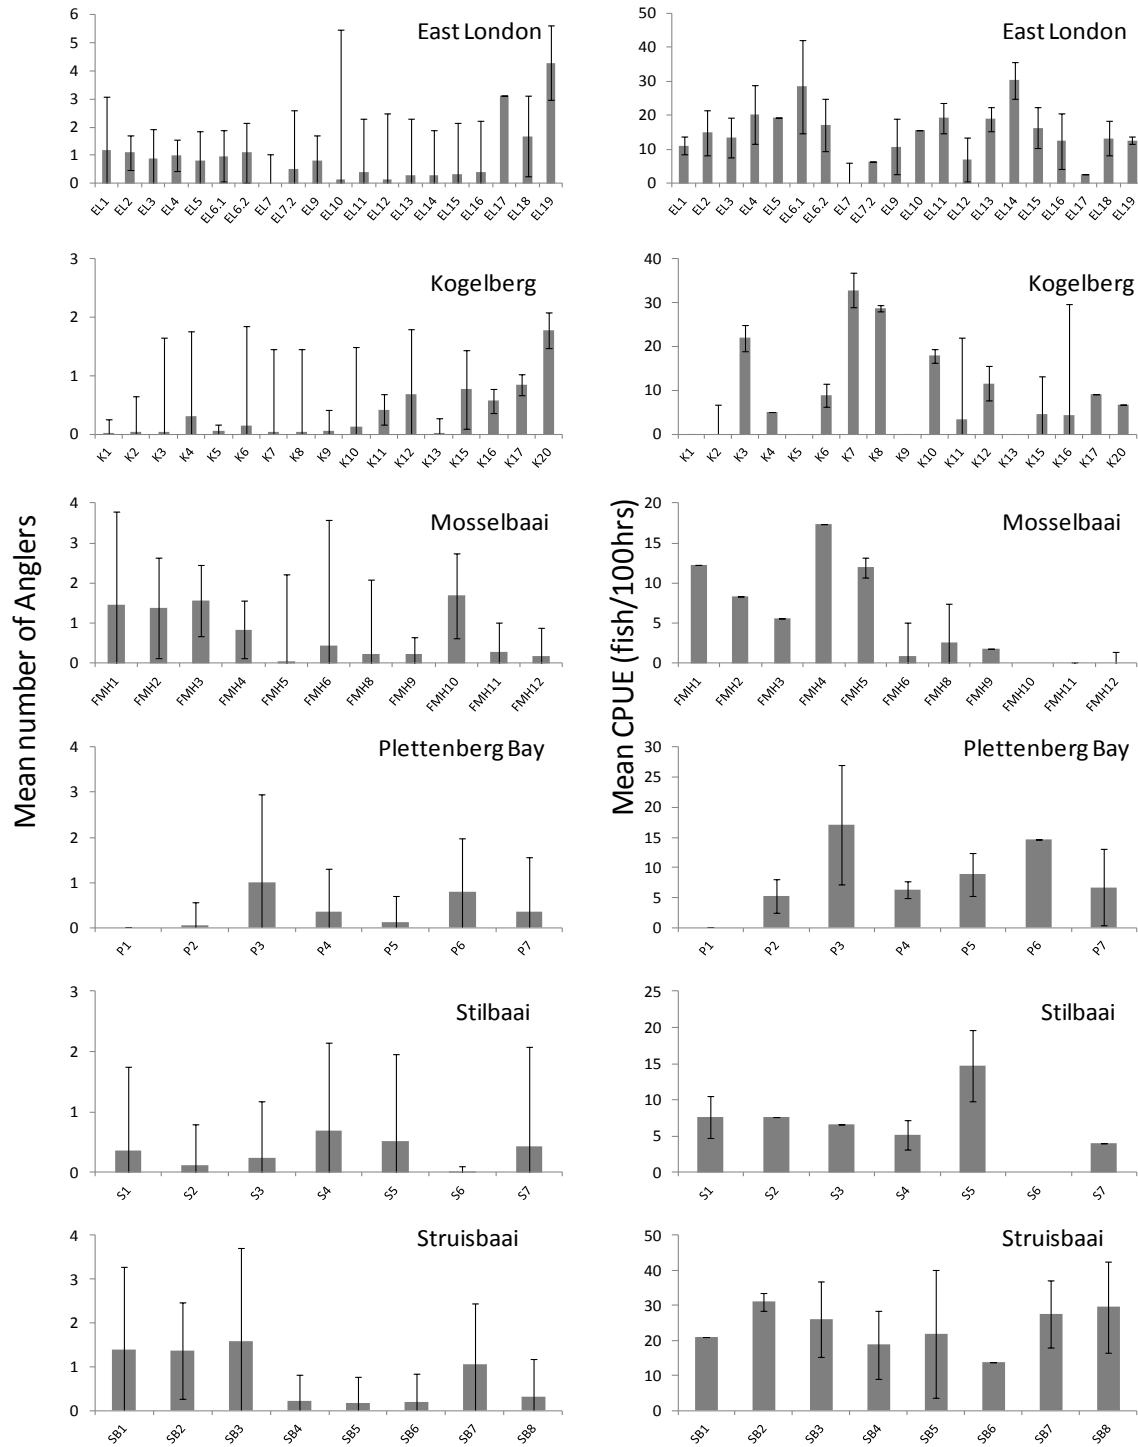 East London
6
5
4
3
2
1
0
EL1 EL2 EL3 EL4 EL5 EL6.1 EL6.2 EL7 EL7.2 EL9 EL10 EL11 EL12 EL13 EL14 EL15 EL16 EL17 EL18 EL19
East London
50
40
30
20
10
0
EL1 EL2 EL3 EL4 EL5 EL6.1 EL6.2 EL7 EL7.2 EL9 EL10 EL11 EL12 EL13 EL14 EL15 EL16 EL17 EL18 EL19
Kogelberg
3
2
1
0
K1 K2 K3 K4 K5 K6 K7 K8 K9 K10 K11 K12 K13 K15 K16 K17 K20
Kogelberg
40
30
20
10
0
K1 K2 K3 K4 K5 K6 K7 K8 K9 K10 K11 K12 K13 K15 K16 K17 K20
Mean number of Anglers
Mosselbaai
4
3
2
1
0
FMH1 FMH2 FMH3 FMH4 FMH5 FMH6 FMH8 FMH9 FMH10 FMH11 FMH12
Mean CPUE (fish/100hrs)
Mosselbaai
20
15
10
5
0
FMH1 FMH2 FMH3 FMH4 FMH5 FMH6 FMH8 FMH9 FMH10 FMH11 FMH12
Plettenberg Bay
4
3
2
1
0
P1 P2 P3 P4 P5 P6 P7
Plettenberg Bay
30
25
20
15
10
5
0
P1 P2 P3 P4 P5 P6 P7
Stilbaai
3
2
1
0
S1 S2 S3 S4 S5 S6 S7
Stilbaai
25
20
15
10
5
0
S1 S2 S3 S4 S5 S6 S7
Struisbaai
4
3
2
1
0
SB1 SB2 SB3 SB4 SB5 SB6 SB7 SB8
Struisbaai
50
40
30
20
10
0
SB1 SB2 SB3 SB4 SB5 SB6 SB7 SB8